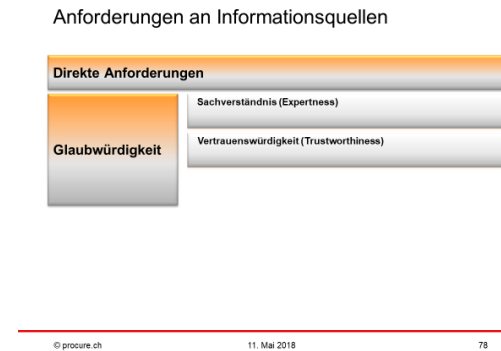 Anforderungen an Informationsquellen
Direkte Anforderungen
Glaubwürdigkeit
Sachverständnis (Expertness)
Vertrauenswürdigkeit (Trustworthiness)
© procure.ch
11. Mai 2018
78